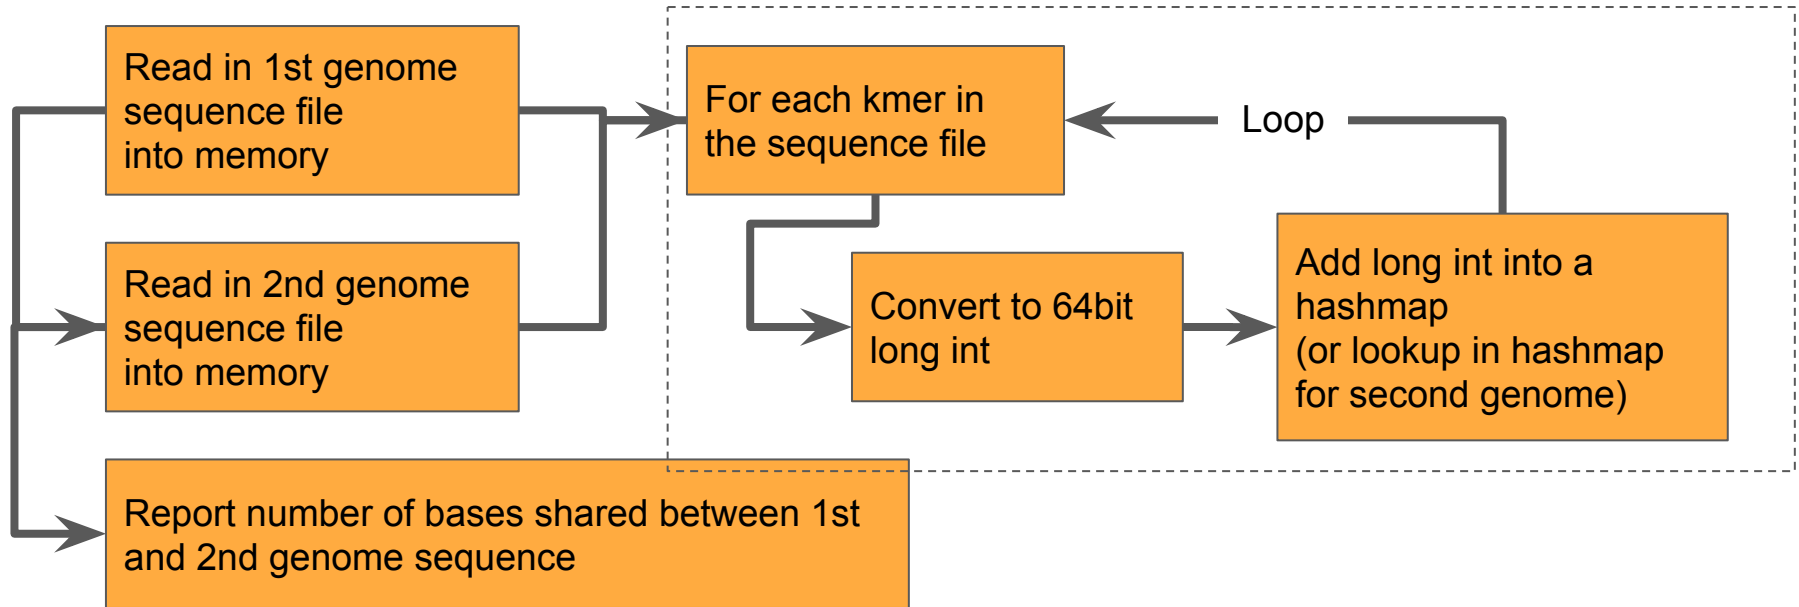 Read in 1st genome
sequence file
into memory
Read in 2nd genome
sequence file
into memory
Report number of bases shared between 1st
and 2nd genome sequence
For each kmer in
the sequence file
Loop
Convert to 64bit
long int
Add long int into a
hashmap
(or lookup in hashmap
for second genome)